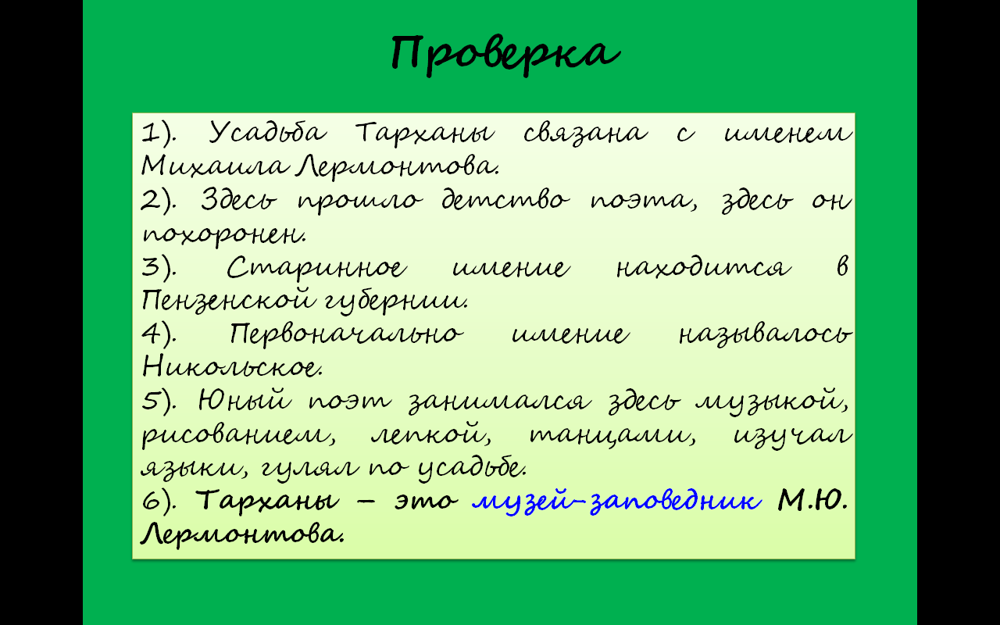 Проверка
1). Усадьба Тарханы связана с именем
Михаила Лермонтова.
2). Здесь прошло детство поэта, здесь он
похоронен.
3). Старинное имение находится в
Пензенской губернии.
4). Первоначально имение называлось
Никольское.
5). Юный поэт занимался здесь музыкой,
рисованием, лепкой, танцами, изучал
языки, гулял по усадьбе.
6). Тарханы – это музей-заповедник М.Ю.
Лермонтова.